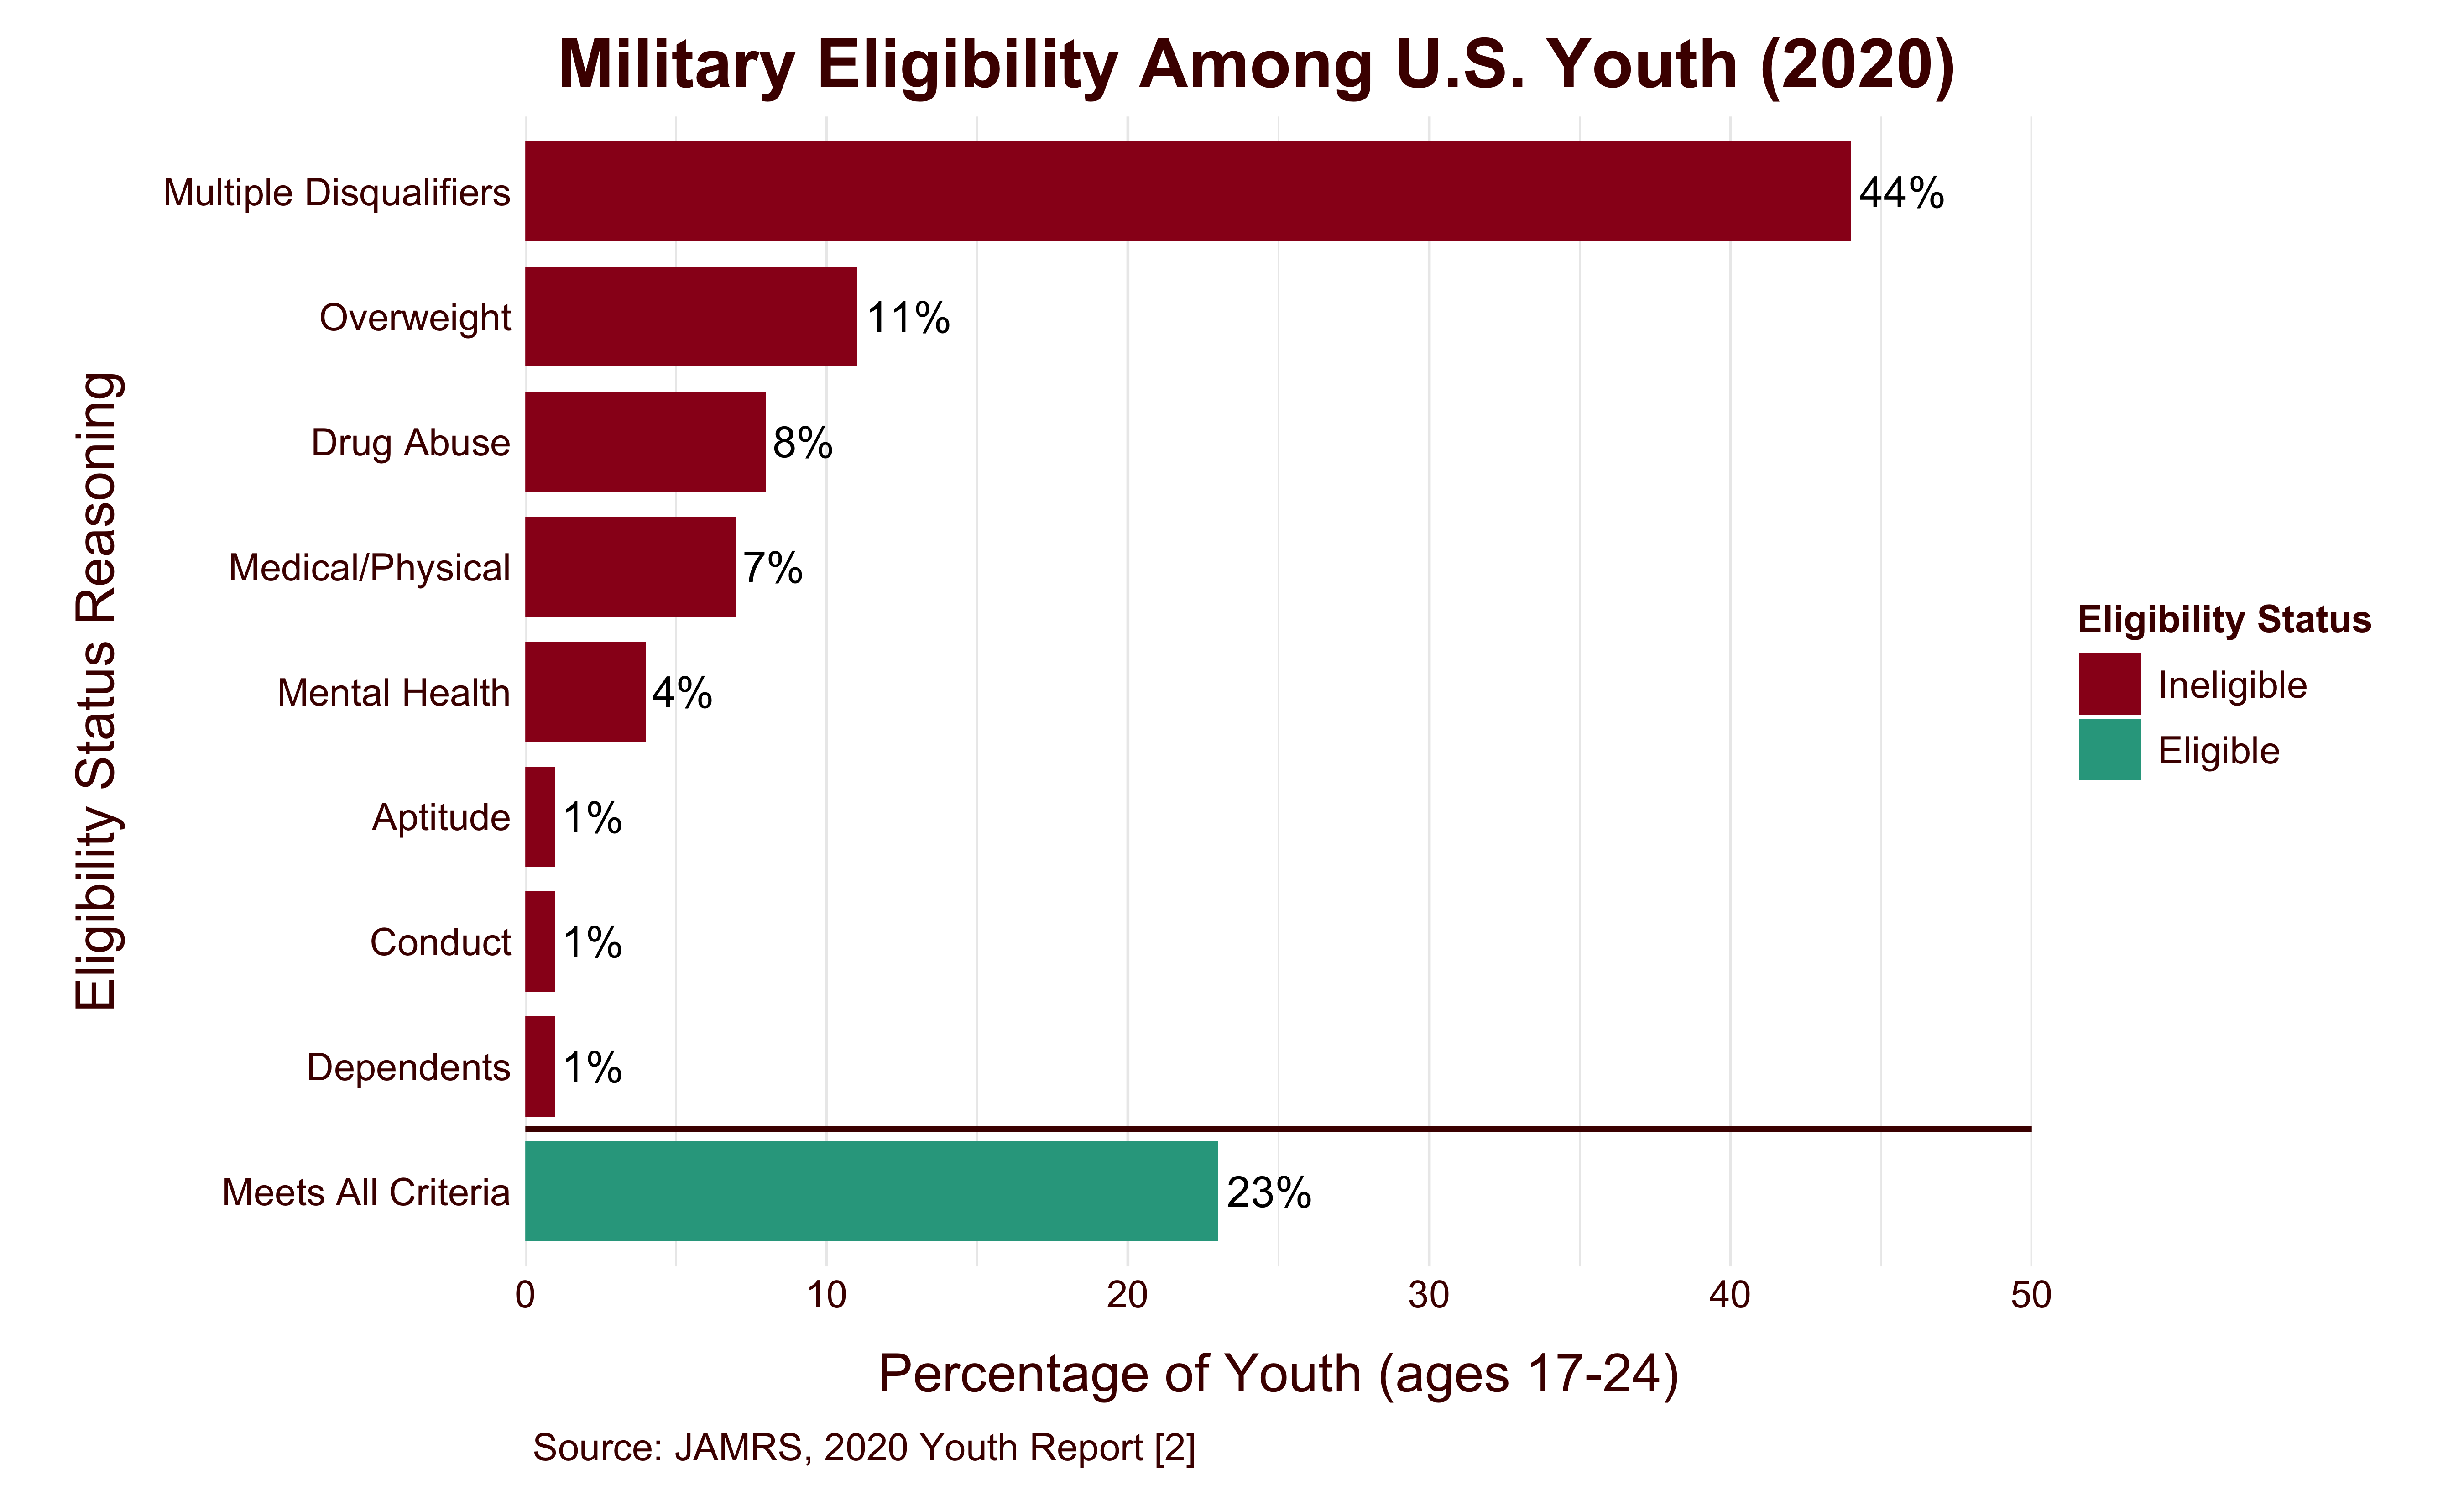 Military Eligibility Among U.S. Youth (2020)
Eligibility Status Reasoning
Multiple Disqualifiers
44%
Overweight
11%
Drug Abuse
8%
Medical/Physical
7%
Mental Health
4%
Aptitude
1%
Conduct
1%
Dependents
1%
Meets All Criteria
23%
0
10
20
30
40
50
Percentage of Youth (ages 17-24)
Eligibility Status
Ineligible
Eligible
Source: JAMRS, 2020 Youth Report [2]